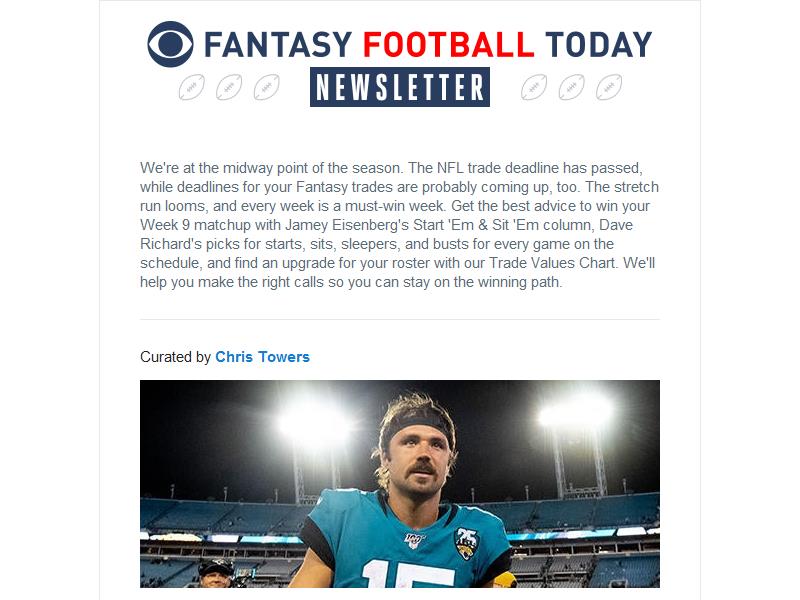 FANTASY FOOTBALL TODAY
NEWSLETTER
We're at the midway point of the season. The NFL trade deadline has passed,
while deadlines for your Fantasy trades are probably coming up, too. The stretch
run looms, and every week is a must-win week. Get the best advice to win your
Week 9 matchup with Jamey Eisenberg's Start 'Em & Sit 'Em column, Dave
Richard's picks for starts, sits, sleepers, and busts for every game on the
schedule, and find an upgrade for your roster with our Trade Values Chart. We'll
help you make the right calls so you can stay on the winning path.
Curated by Chris Towers
25
15